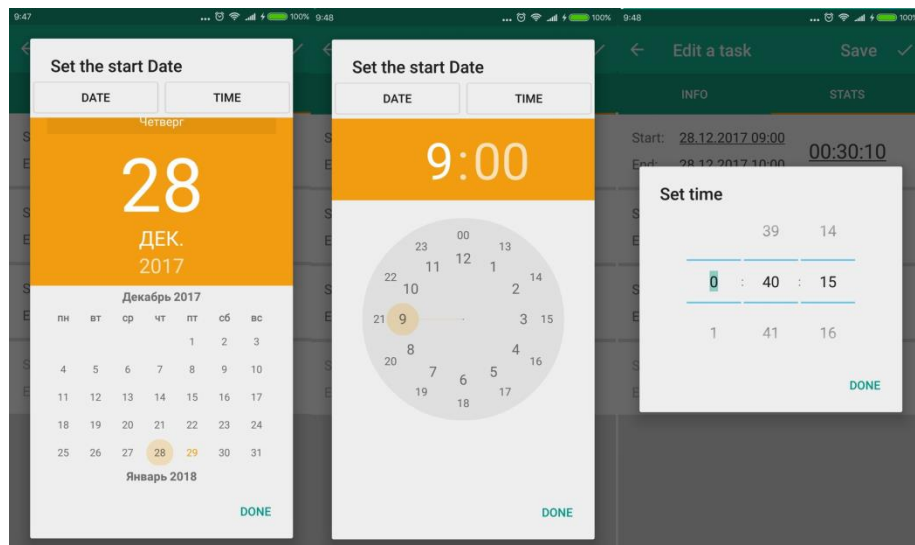 9:47 ... 100%
Set the start Date
DATE TIME
Четверг
28
ДЕК.
2017
Декабрь 2017
пн вт ср чт пт сб вс
1 2 3
4 5 6 7 8 9 10
11 12 13 14 15 16 17
18 19 20 21 22 23 24
25 26 27 28 29 30 31
Январь 2018
DONE
9:48 ... 100%
Set the start Date
DATE TIME
9:00
00
23 13
12
11 1
22 14
10 2
21 9 3 15
8 4
20 16
7 5
6
19 17
18
DONE
9:48 ... 100%
Edit a task Save
INFO STATS
Start: 28.12.2017 09:00
00:30:10
End: 28.12.2017 10:00
Set time
39 14
0 : 40 : 15
1 41 16
DONE